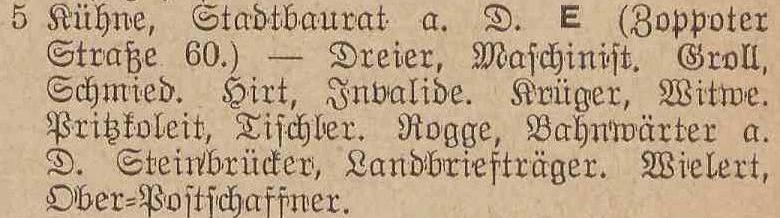 5 Kühne, Stadtbaurat a. D. E (Zoppoter
Straße 60.) — Dreier, Maschinist. Groll,
Schmied. Hirt, Invalide. Krüger, Witwe.
Pritzkoleit, Tischler. Rogge, Bahnwärter a.
D. Steinbrücker, Landbriefträger. Wielert,
Ober-Postschaffner.